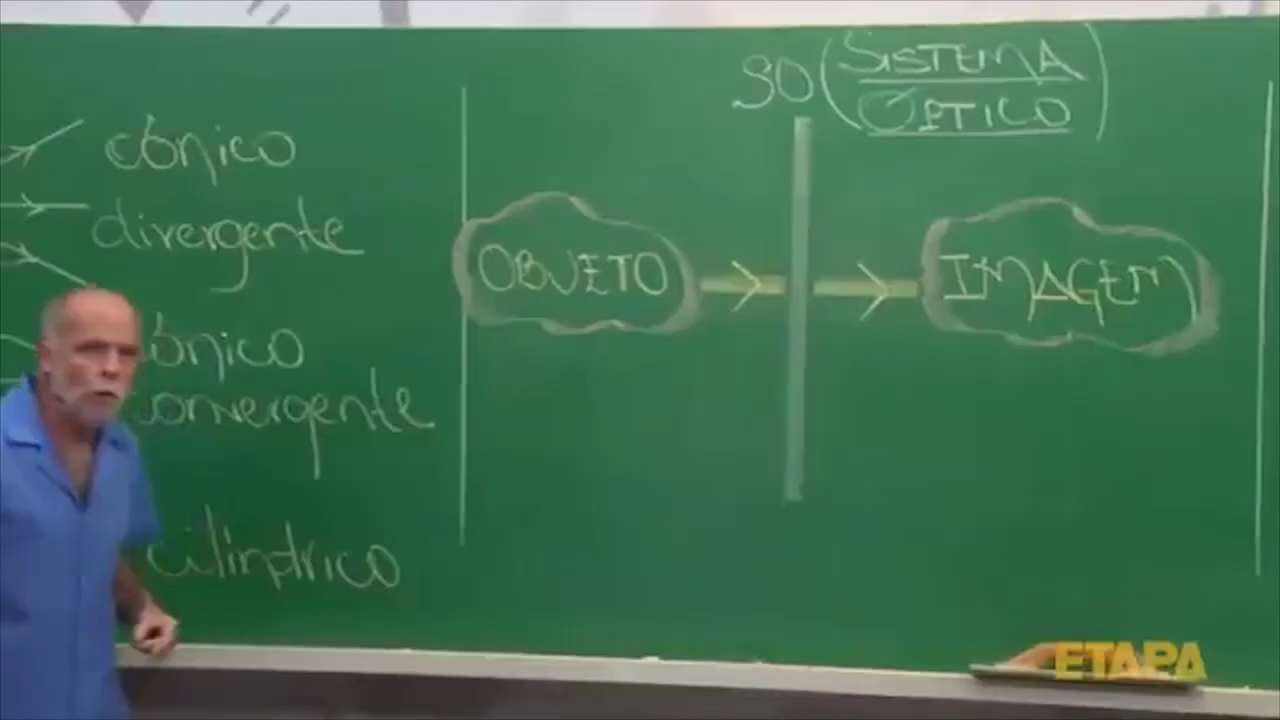 cônico
divergente
cônico
convergente
cilíndrico
SO (SISTEMA
ÓPTICO)
OBJETO
IMAGEM
ETAPA